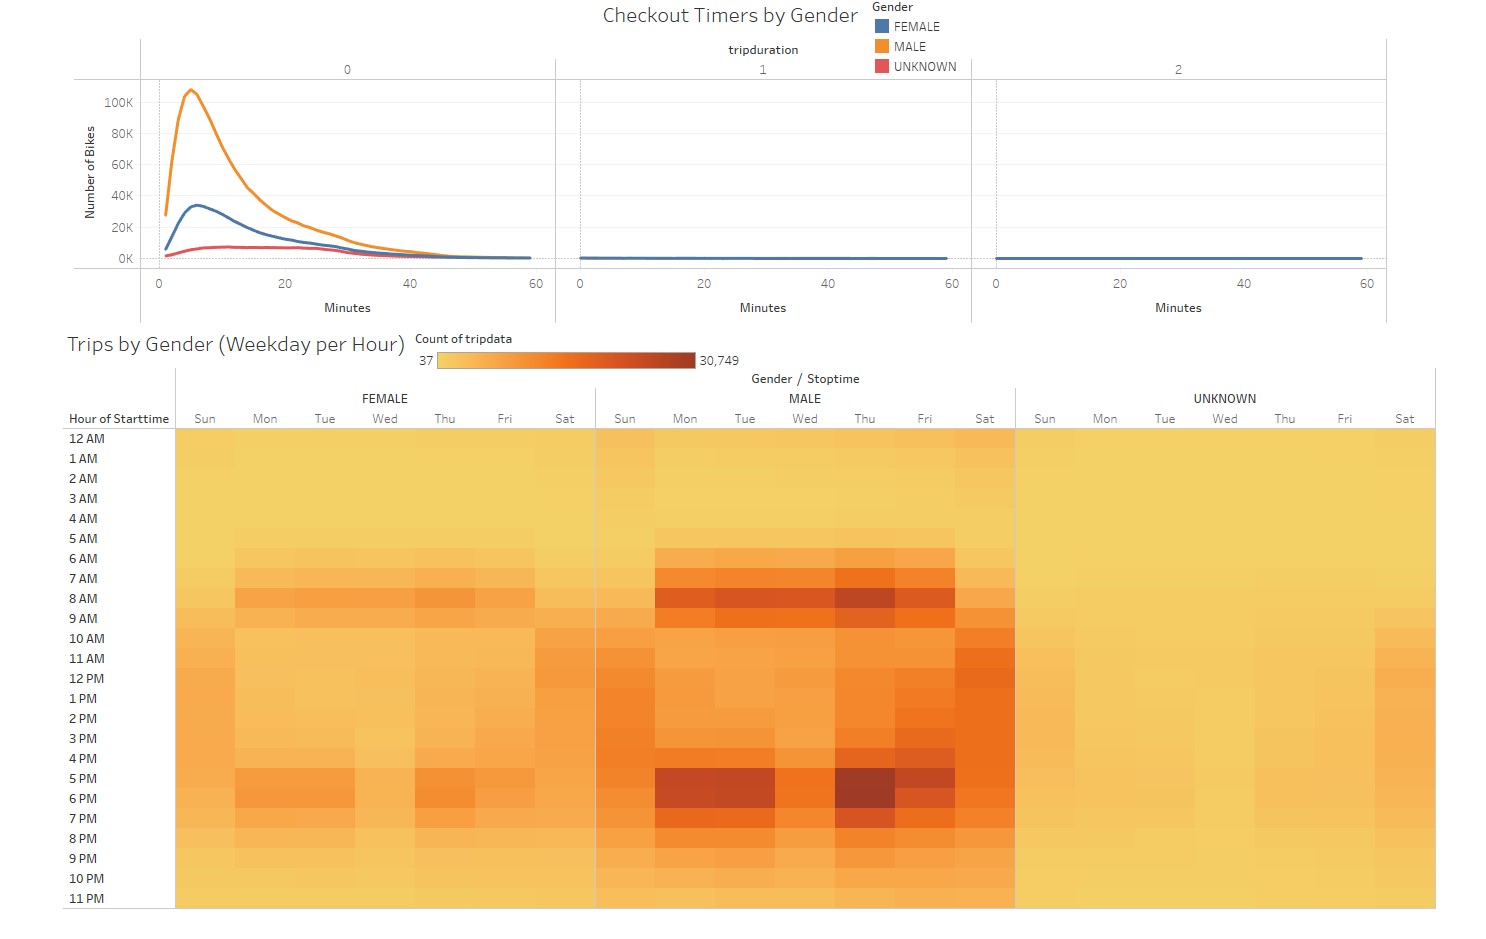 Checkout Timers by Gender
Gender
FEMALE
MALE
UNKNOWN
tripduration
0 1 2
Number of Bikes
100K
80K
60K
40K
20K
0K
0 20 40 60 0 20 40 60 0 20 40 60
Minutes Minutes Minutes
Trips by Gender (Weekday per Hour)
Count of tripdata
37 30,749
Gender / Stoptime
FEMALE MALE UNKNOWN
Hour of Starttime Sun Mon Tue Wed Thu Fri Sat Sun Mon Tue Wed Thu Fri Sat Sun Mon Tue Wed Thu Fri Sat
12 AM
1 AM
2 AM
3 AM
4 AM
5 AM
6 AM
7 AM
8 AM
9 AM
10 AM
11 AM
12 PM
1 PM
2 PM
3 PM
4 PM
5 PM
6 PM
7 PM
8 PM
9 PM
10 PM
11 PM